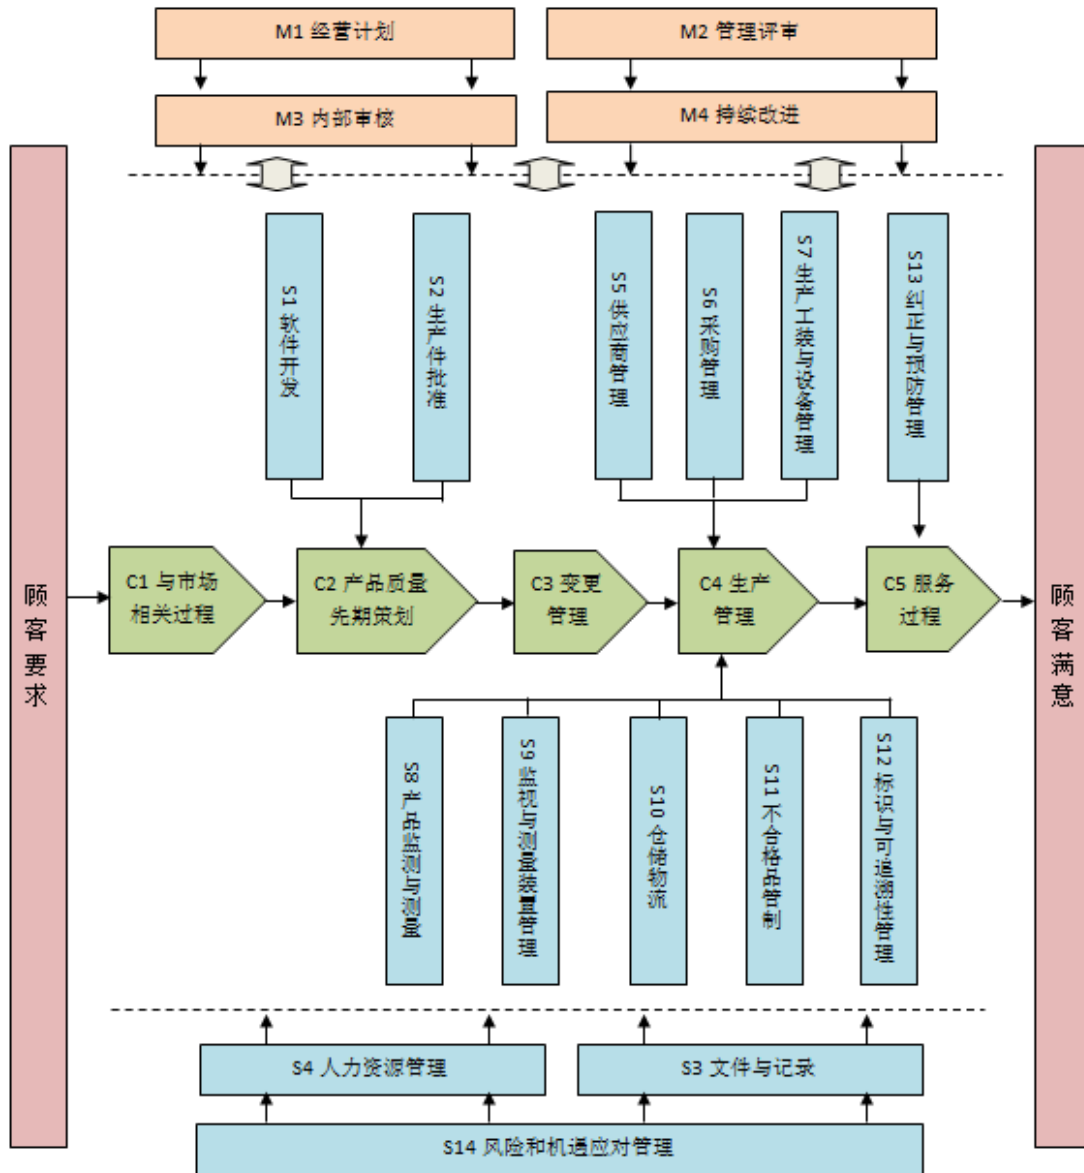 M1 经营计划
M2 管理评审
M3 内部审核
M4 持续改进
S1 软件开发
S2 生产件批准
S5 供应商管理
S6 采购管理
S7 生产工装与设备管理
S13 纠正与预防管理
顾客要求
C1 与市场
相关过程
C2 产品质量
先期策划
C3 变更
管理
C4 生产
管理
C5 服务
过程
顾客满意
S8 产品监测与测量
S9 监视与测量装置管理
S10 仓储物流
S11 不合格品管制
S12 标识与可追溯性管理
S4 人力资源管理
S3 文件与记录
S14 风险和机遇应对管理